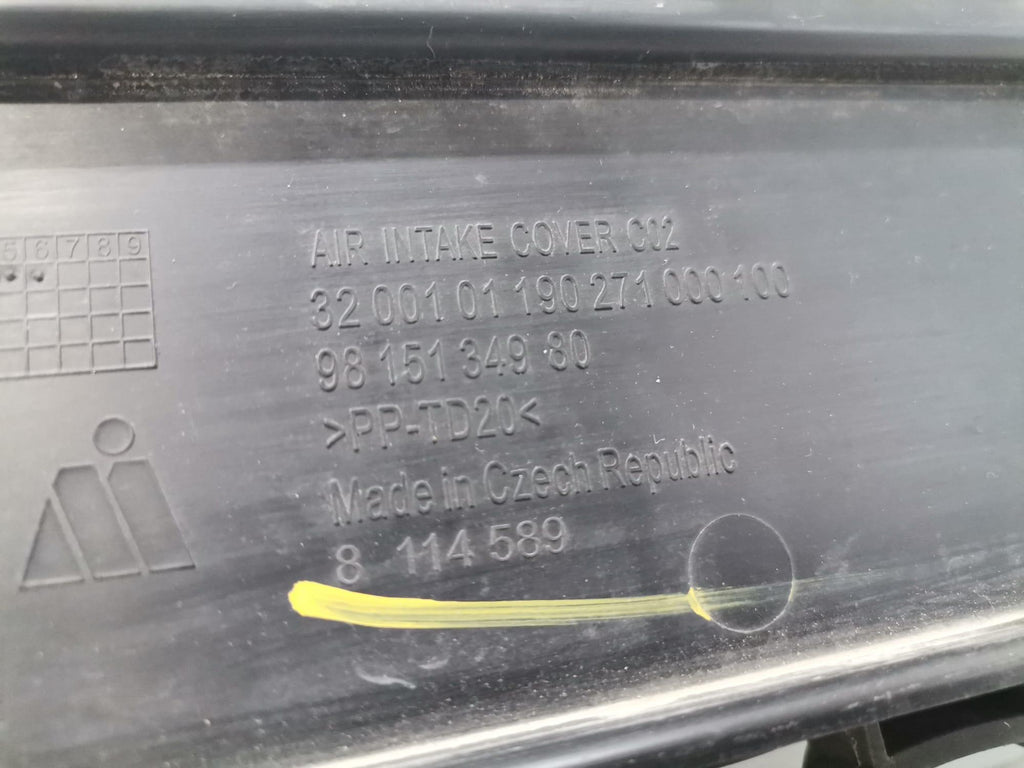 5 6 7 8 9
AIR INTAKE COVER C02
32 001 01 190 271 000 100
98 151 349 80
>PP-TD20<
Made in Czech Republic
8 114 589